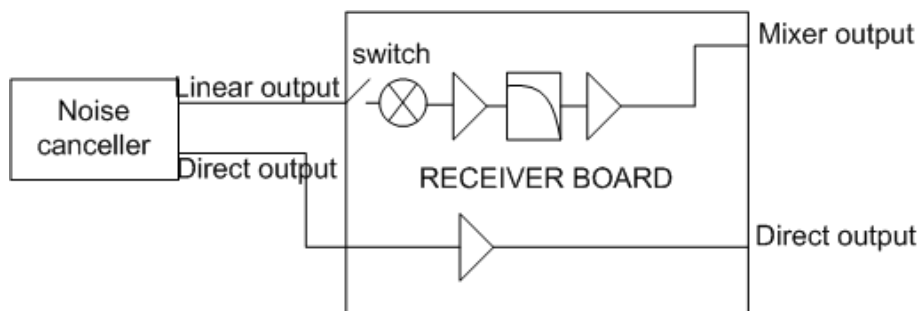 Mixer output
switch
Linear output
Noise
canceller
Direct output
RECEIVER BOARD
Direct output